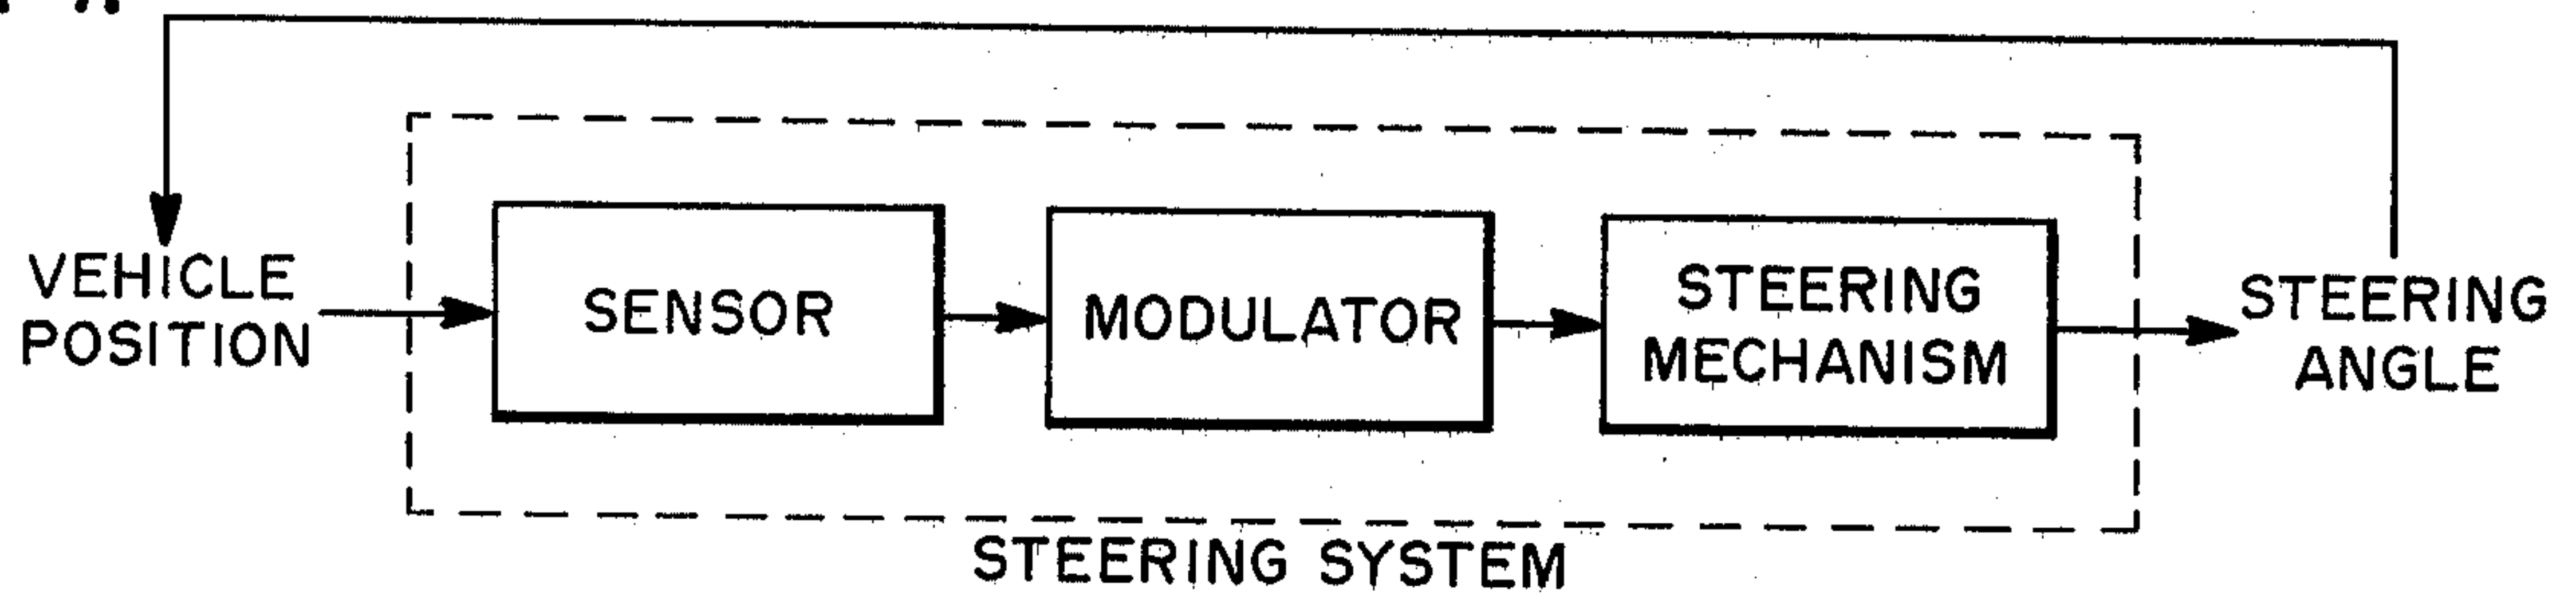 VEHICLE
POSITION
SENSOR
MODULATOR
STEERING
MECHANISM
STEERING
ANGLE
STEERING SYSTEM